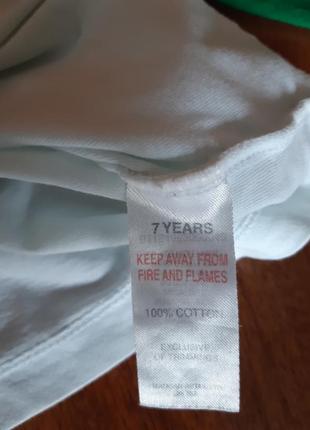 7 YEARS
KEEP AWAY FROM
FIRE AND FLAMES
100% COTTON
EXCLUSIVE
OF TRIMMINGS